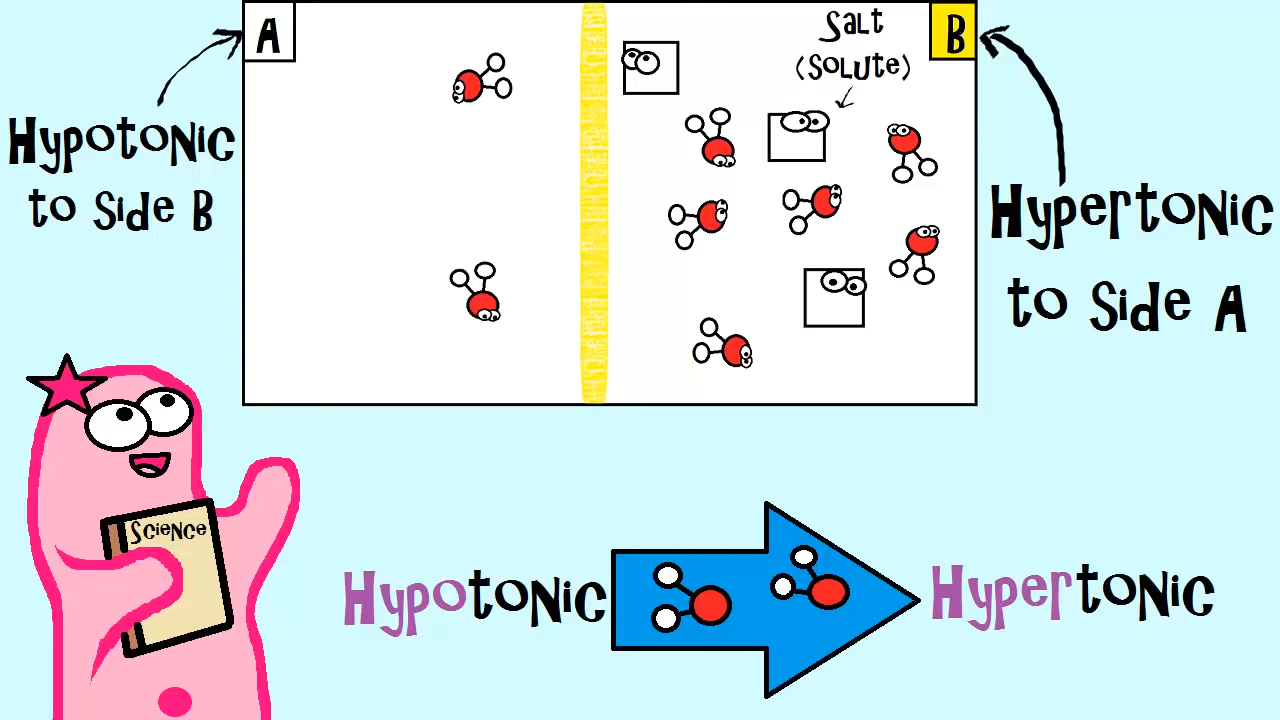 A
Salt
(Solute)
B
Hypotonic
to Side B
Hypertonic
to Side A
Science
Hypotonic
Hypertonic